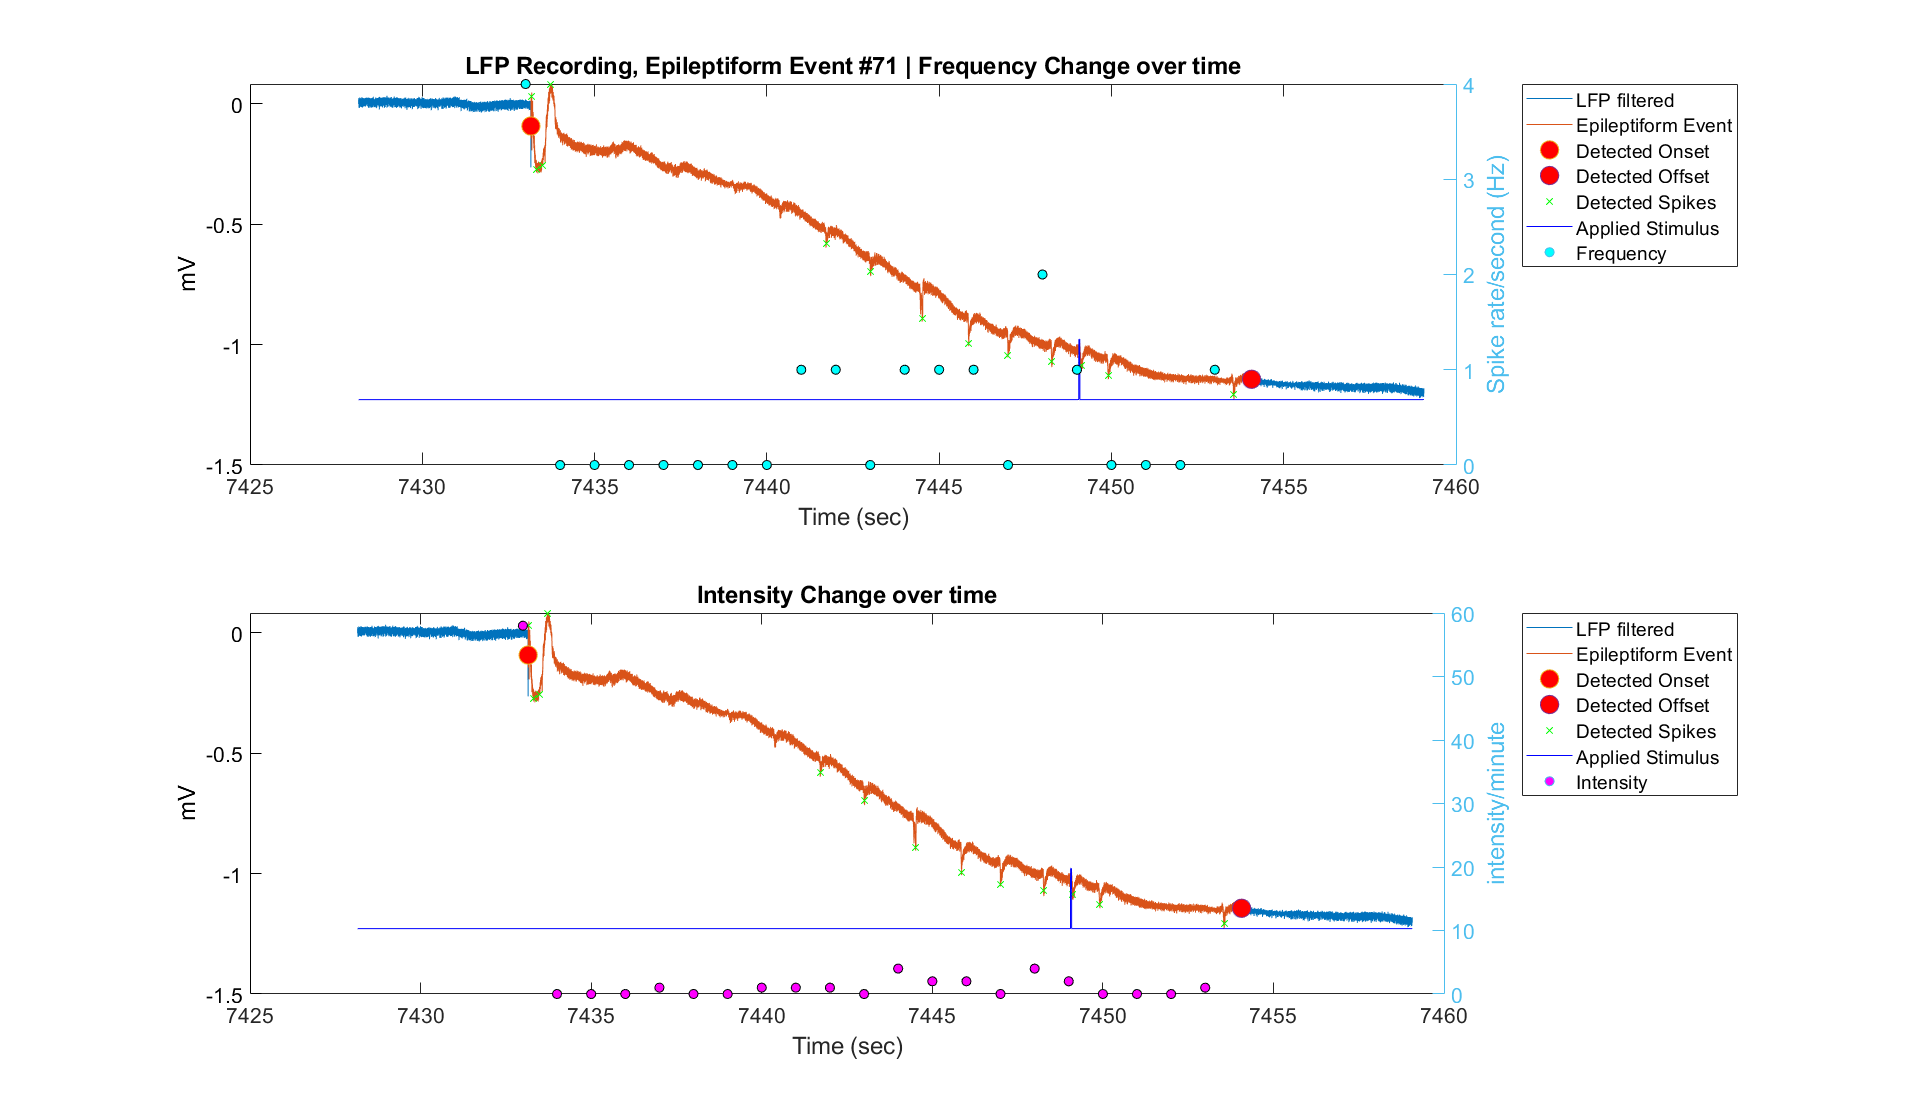 LFP Recording, Epileptiform Event #71 | Frequency Change over time
0
-0.5
-1
-1.5
mV
4
3
2
1
0
Spike rate/second (Hz)
7425 7430 7435 7440 7445 7450 7455 7460
Time (sec)
LFP filtered
Epileptiform Event
Detected Onset
Detected Offset
Detected Spikes
Applied Stimulus
Frequency
Intensity Change over time
0
-0.5
-1
-1.5
mV
60
50
40
30
20
10
0
intensity/minute
7425 7430 7435 7440 7445 7450 7455 7460
Time (sec)
LFP filtered
Epileptiform Event
Detected Onset
Detected Offset
Detected Spikes
Applied Stimulus
Intensity